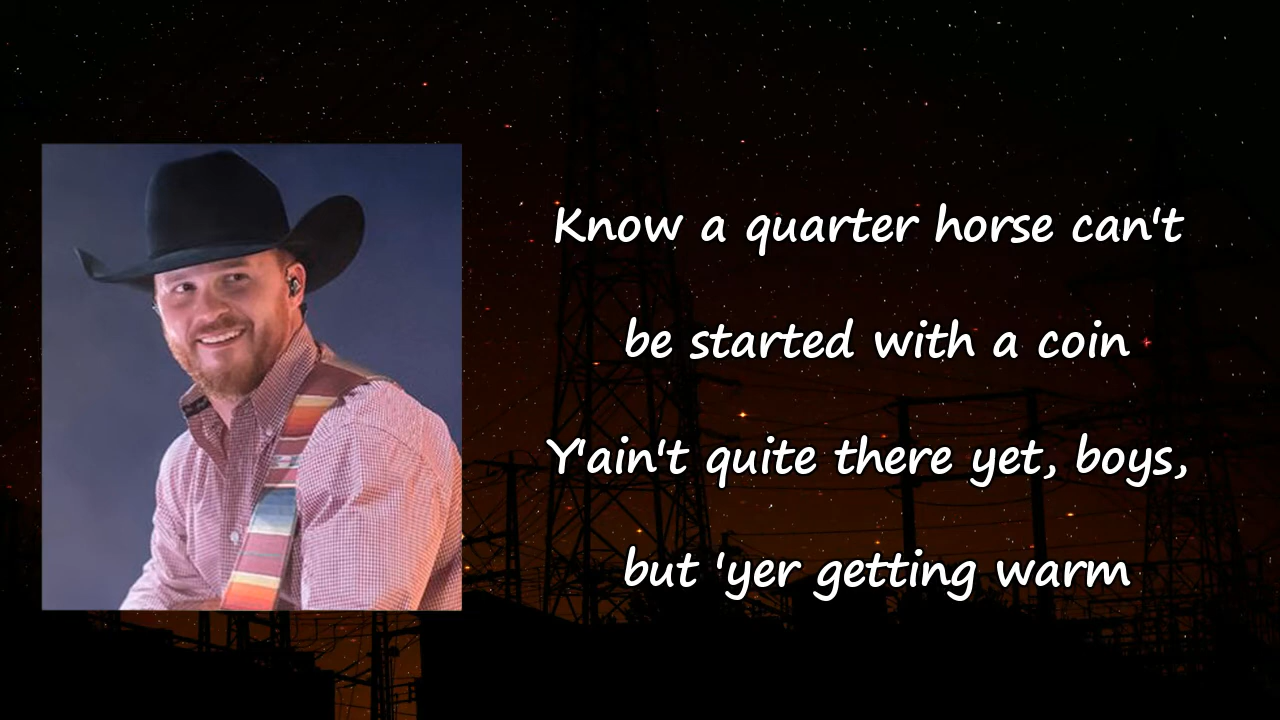 Know a quarter horse can't
be started with a coin
Y'ain't quite there yet, boys,
but 'yer getting warm